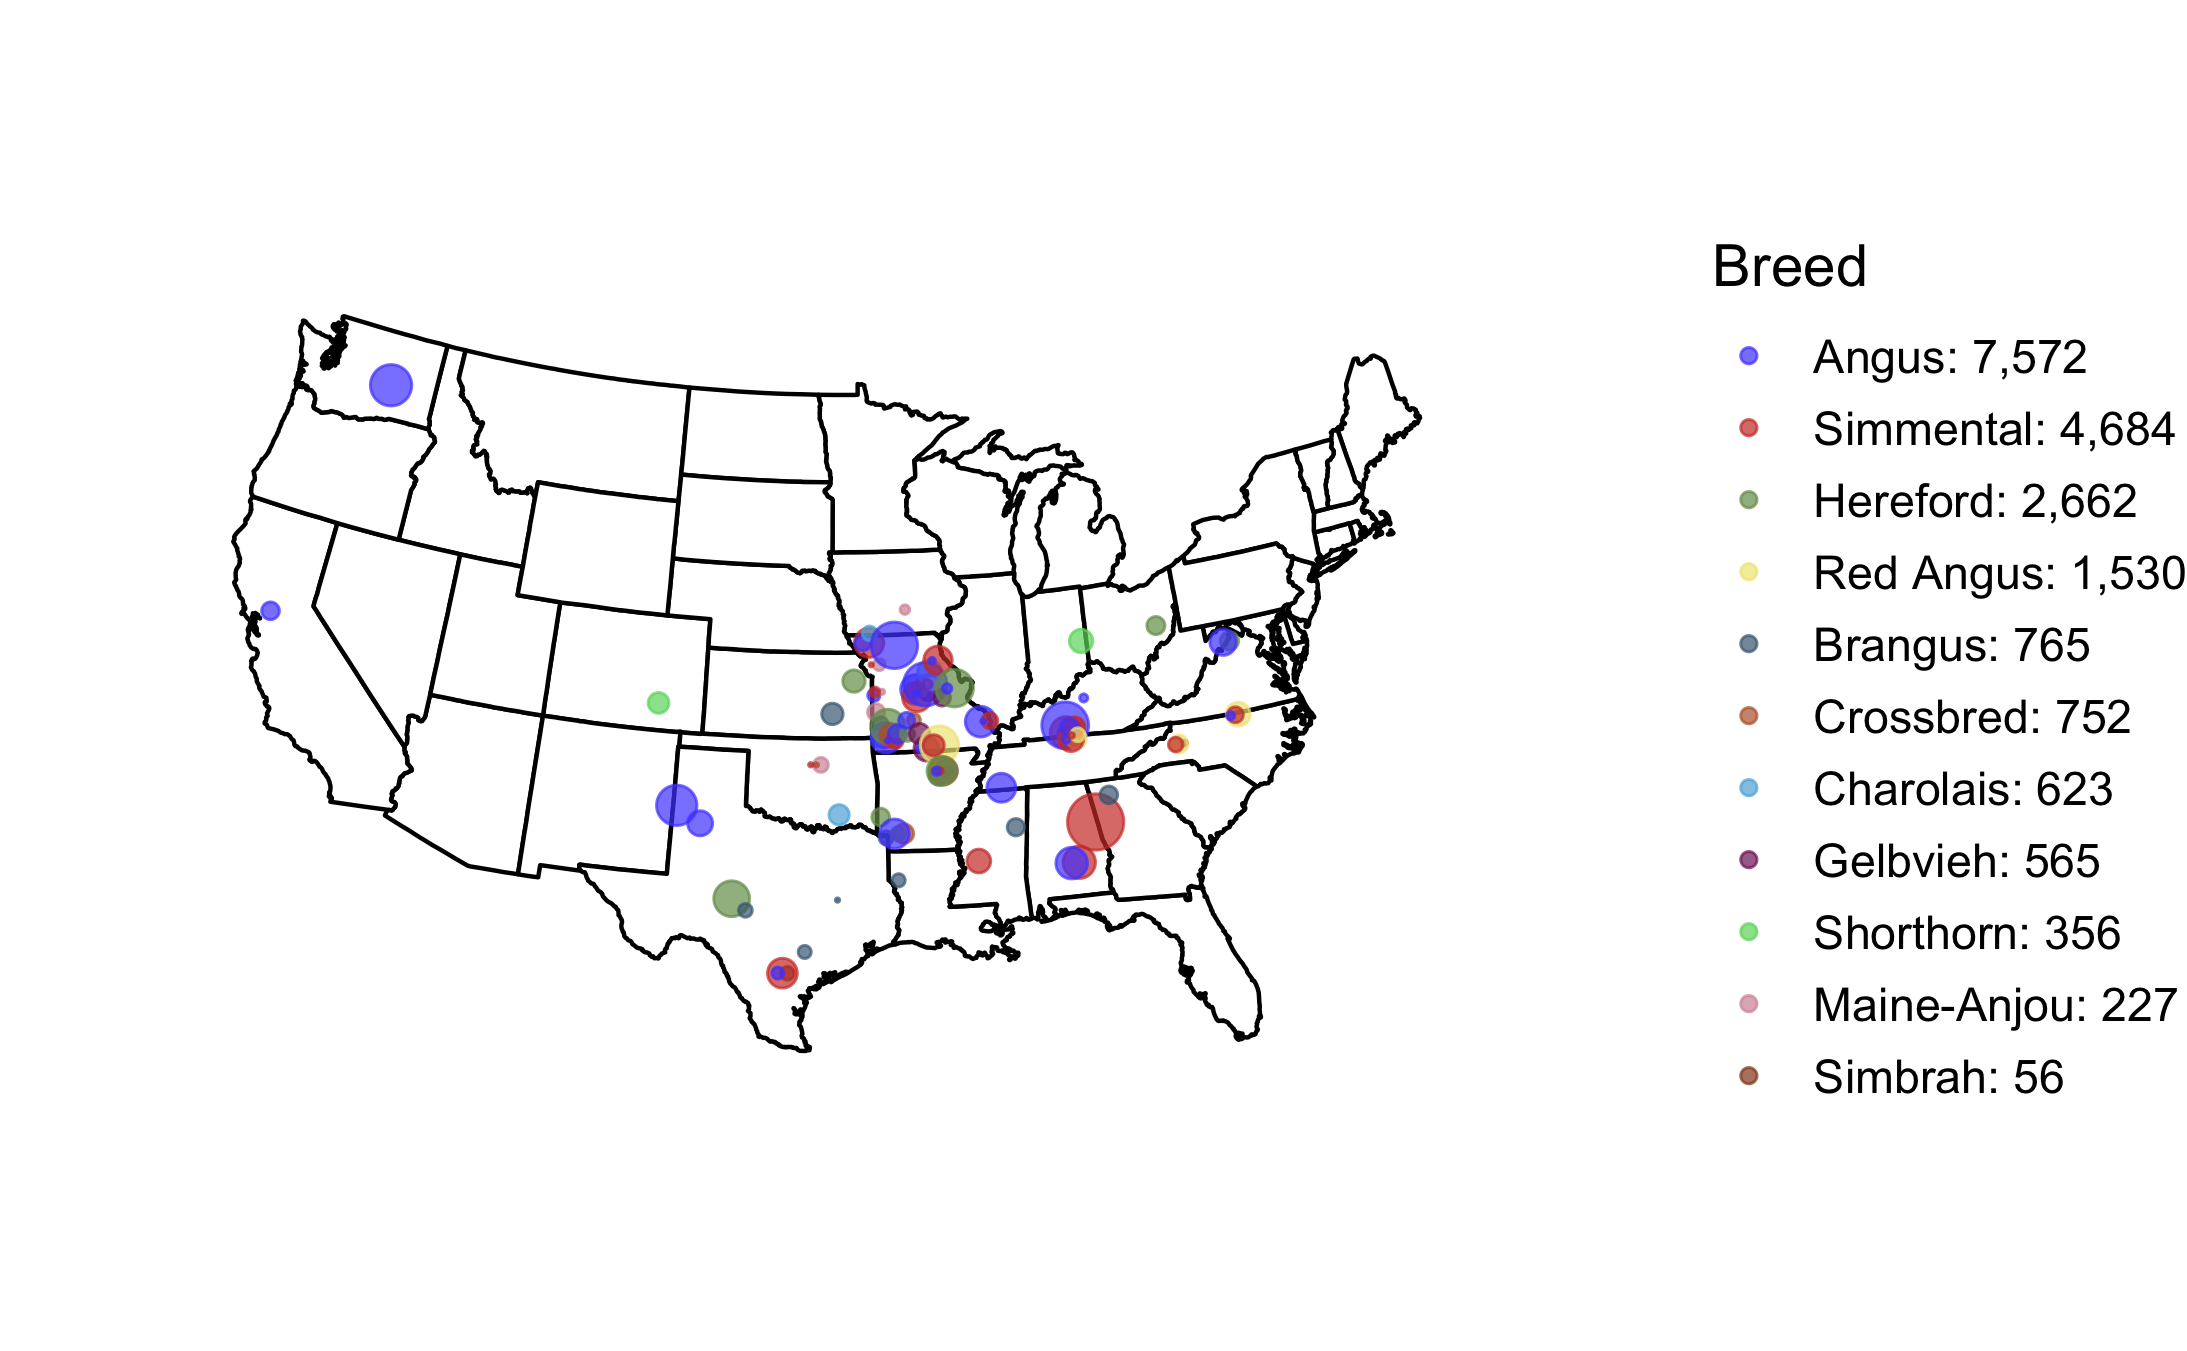 Breed
Angus: 7,572
Simmental: 4,684
Hereford: 2,662
Red Angus: 1,530
Brangus: 765
Crossbred: 752
Charolais: 623
Gelbvieh: 565
Shorthorn: 356
Maine-Anjou: 227
Simbrah: 56